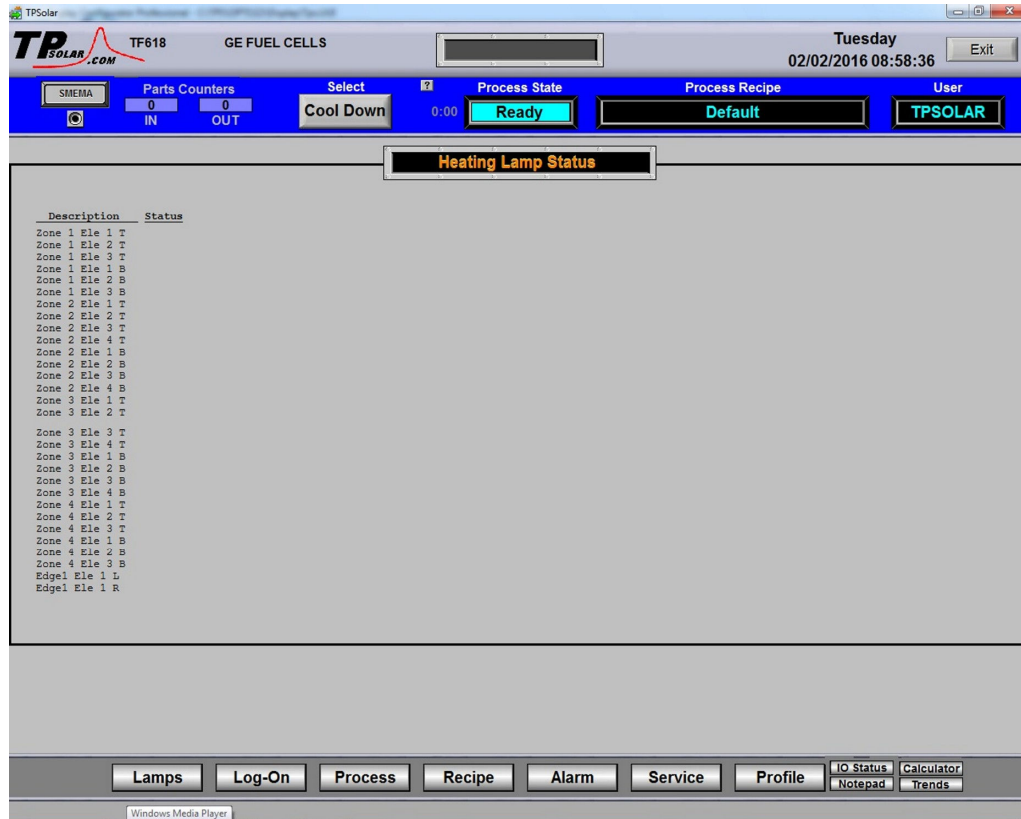 TPSolar
TPSOLAR.COM TF618 GE FUEL CELLS Tuesday
02/02/2016 08:58:36 Exit
SMEMA Parts Counters Select ? Process State Process Recipe User
0 0 Cool Down 0:00 Ready Default TPSOLAR
IN OUT
Heating Lamp Status
Description Status
Zone 1 Ele 1 T
Zone 1 Ele 2 T
Zone 1 Ele 3 T
Zone 1 Ele 1 B
Zone 1 Ele 2 B
Zone 1 Ele 3 B
Zone 2 Ele 1 T
Zone 2 Ele 2 T
Zone 2 Ele 3 T
Zone 2 Ele 4 T
Zone 2 Ele 1 B
Zone 2 Ele 2 B
Zone 2 Ele 3 B
Zone 2 Ele 4 B
Zone 3 Ele 1 T
Zone 3 Ele 2 T
Zone 3 Ele 3 T
Zone 3 Ele 4 T
Zone 3 Ele 1 B
Zone 3 Ele 2 B
Zone 3 Ele 3 B
Zone 3 Ele 4 B
Zone 4 Ele 1 T
Zone 4 Ele 2 T
Zone 4 Ele 3 T
Zone 4 Ele 1 B
Zone 4 Ele 2 B
Zone 4 Ele 3 B
Edge1 Ele 1 L
Edge1 Ele 1 R
Lamps Log-On Process Recipe Alarm Service Profile IO Status Calculator
Notepad Trends
Windows Media Player